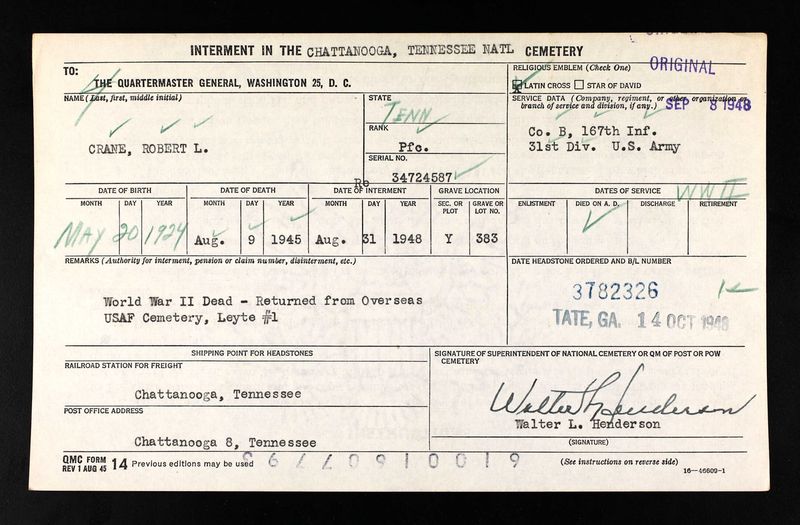 INTERMENT IN THE CHATTANOOGA, TENNESSEE NATL CEMETERY
TO:
THE QUARTERMASTER GENERAL, WASHINGTON 25, D. C.
RELIGIOUS EMBLEM (Check One)
ORIGINAL
LATIN CROSS STAR OF DAVID
NAME (Last, first, middle initial)
CRANE, ROBERT L.
STATE
TENN
RANK
Pfc.
SERIAL NO.
34724587
SERVICE DATA (Company, regiment, or other organization or
branch of service and division, if any.)
SEP 8 1948
Co. B, 167th Inf.
31st Div. U.S. Army
DATE OF BIRTH
MONTH DAY YEAR
MAY 20 1924
DATE OF DEATH
MONTH DAY YEAR
Aug. 9 1945
Re
DATE OF INTERMENT
MONTH DAY YEAR
Aug. 31 1948
GRAVE LOCATION
SEC. OR PLOT
GRAVE OR LOT NO.
Y 383
DATES OF SERVICE
WW II
ENLISTMENT DIED ON A. D. DISCHARGE RETIREMENT
REMARKS (Authority for interment, pension or claim number, disinterment, etc.)
World War II Dead - Returned from Overseas
USAF Cemetery, Leyte #1
DATE HEADSTONE ORDERED AND B/L NUMBER
3782326
TATE, GA. 14 OCT 1948
SHIPPING POINT FOR HEADSTONES
RAILROAD STATION FOR FREIGHT
Chattanooga, Tennessee
POST OFFICE ADDRESS
Chattanooga 8, Tennessee
SIGNATURE OF SUPERINTENDENT OF NATIONAL CEMETERY OR QM OF POST OR POW
CEMETERY
Walter L Henderson
Walter L. Henderson
(SIGNATURE)
QMC FORM
REV 1 AUG 45 14 Previous editions may be used
(See instructions on reverse side)
16—46609-1